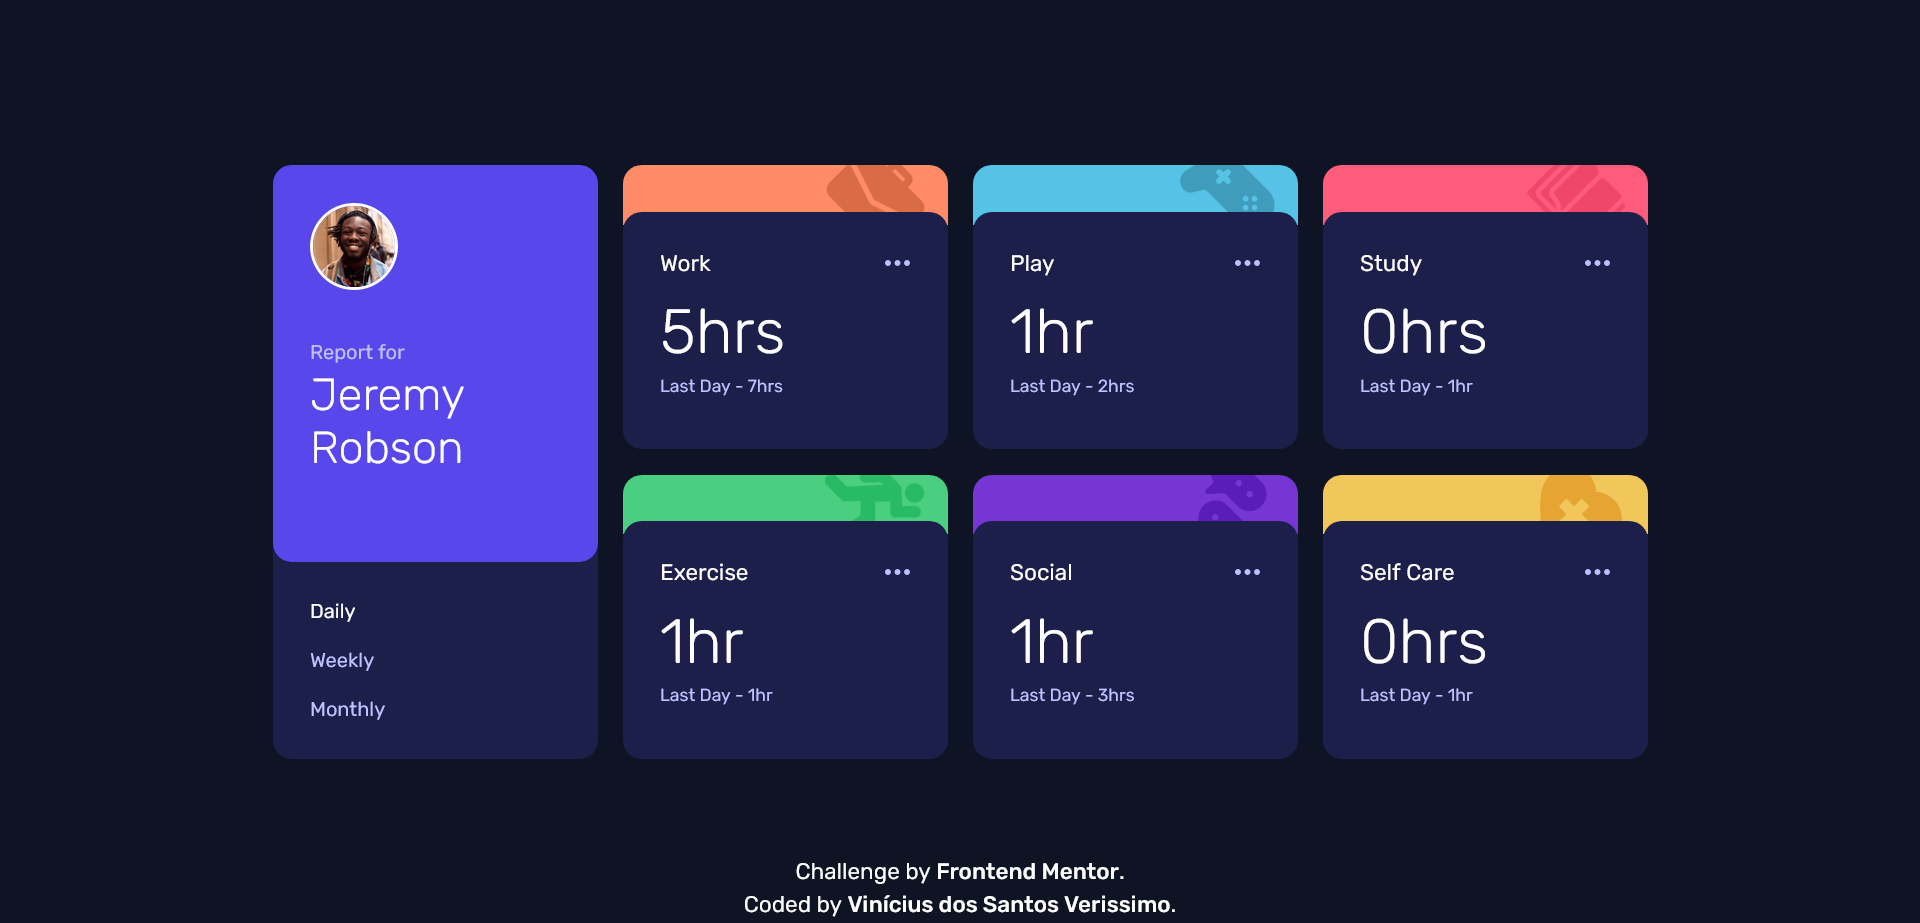 Report for
Jeremy
Robson
Daily
Weekly
Monthly
Work
5hrs
Last Day - 7hrs
Play
1hr
Last Day - 2hrs
Study
0hrs
Last Day - 1hr
Exercise
1hr
Last Day - 1hr
Social
1hr
Last Day - 3hrs
Self Care
0hrs
Last Day - 1hr
Challenge by Frontend Mentor.
Coded by Vinícius dos Santos Verissimo.